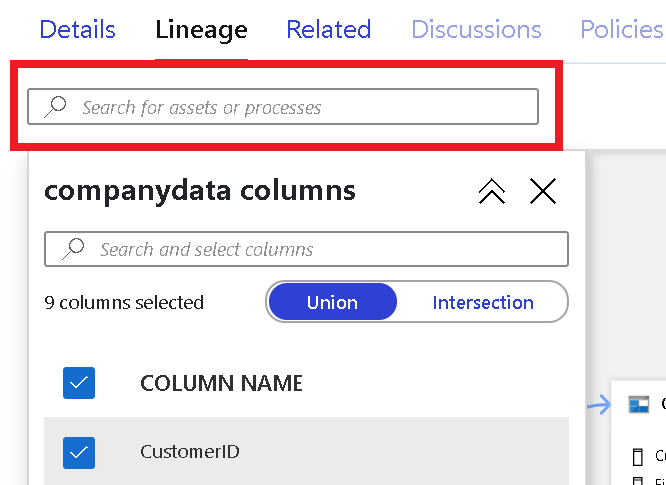 Details Lineage Related Discussions Policies
Search for assets or processes
companydata columns
Search and select columns
9 columns selected Union Intersection
COLUMN NAME
CustomerID